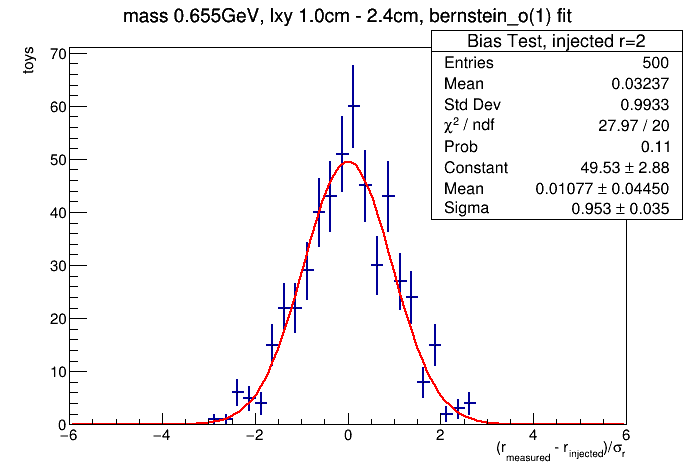 mass 0.655GeV, lxy 1.0cm - 2.4cm, bernstein_o(1) fit
Bias Test, injected r=2
Entries 500
Mean 0.03237
Std Dev 0.9933
χ² / ndf 27.97 / 20
Prob 0.11
Constant 49.53 ± 2.88
Mean 0.01077 ± 0.04450
Sigma 0.953 ± 0.035
toys
70
60
50
40
30
20
10
0
−6 −4 −2 0 2 4 6
(r_measured - r_injected)/σ_r